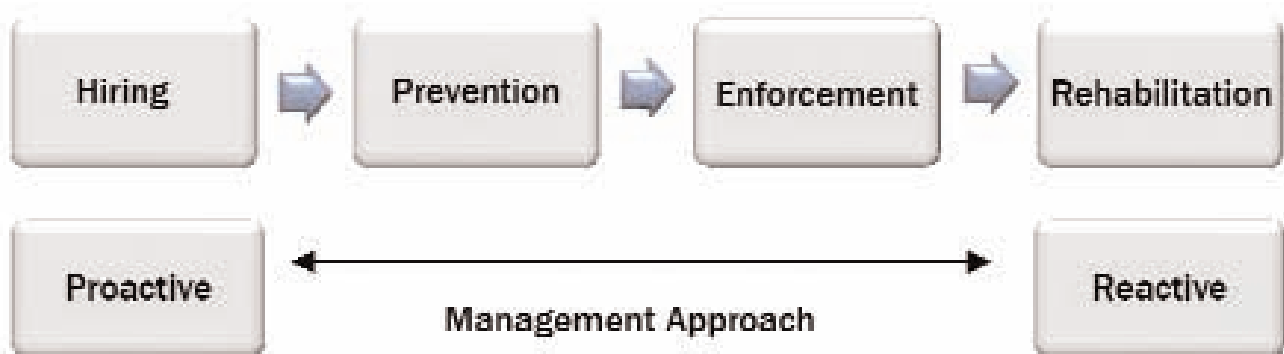 Hiring
Prevention
Enforcement
Rehabilitation
Proactive
Management Approach
Reactive